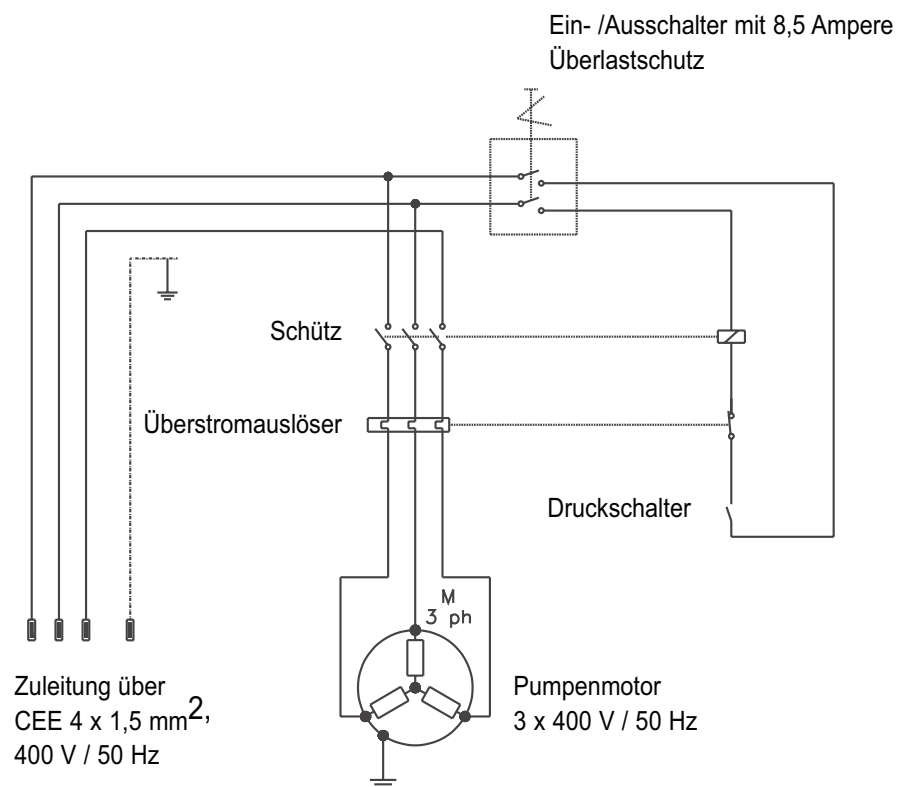 Ein- /Ausschalter mit 8,5 Ampere
Überlastschutz
Schütz
Überstromauslöser
Druckschalter
M
3 ph
Zuleitung über
CEE 4 x 1,5 mm²,
400 V / 50 Hz
Pumpenmotor
3 x 400 V / 50 Hz